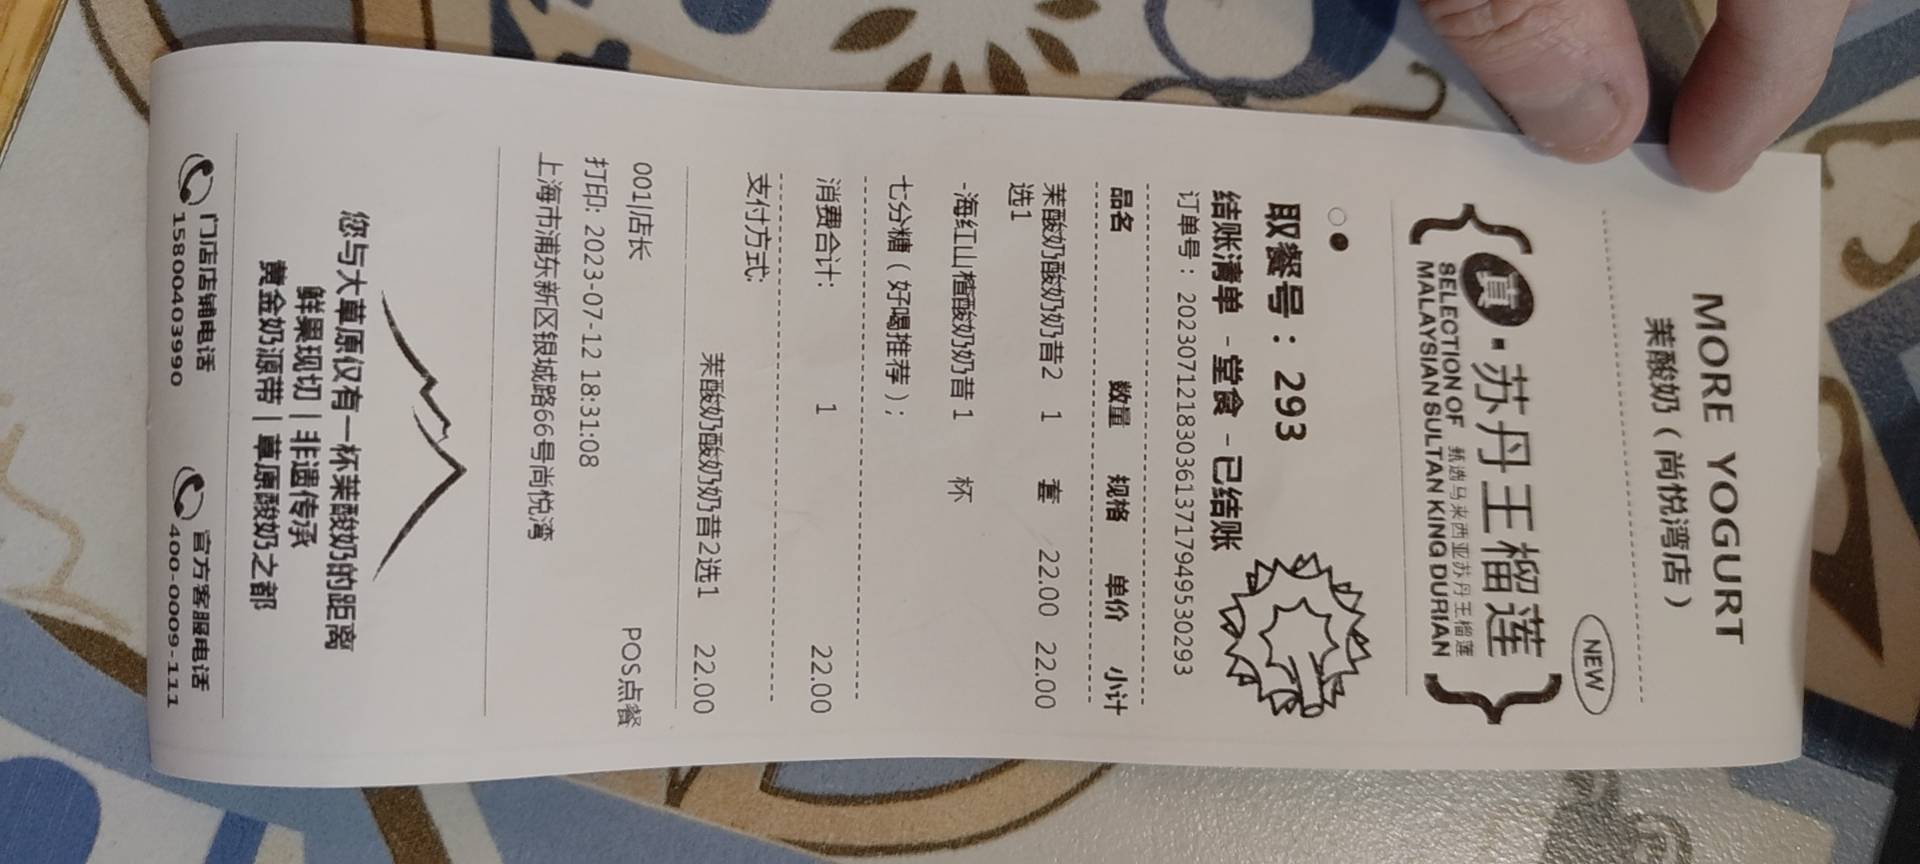 MORE YOGURT
茉酸奶（尚悦湾店）
NEW
真·苏丹王榴莲
SELECTION OF 甄选马来西亚苏丹王榴莲
MALAYSIAN SULTAN KING DURIAN
取餐号：293
结账清单 - 堂食 - 已结账
订单号：20230712183036137179495302​93
品名 数量 规格 单价 小计
茉酸奶酸奶奶昔2 1 套 22.00 22.00
选1
-海红山楂酸奶奶昔 1 杯
七分糖（好喝推荐）;
消费合计: 1 22.00
支付方式:
茉酸奶酸奶奶昔2选1 22.00
001|店长 POS点餐
打印: 2023-07-12 18:31:08
上海市浦东新区银城路66号尚悦湾
您与大草原仅有一杯茉酸奶的距离
鲜果现切 | 非遗传承
黄金奶源带 | 草原酸奶之都
门店店铺电话 官方客服电话
15800403990 400-0009-111